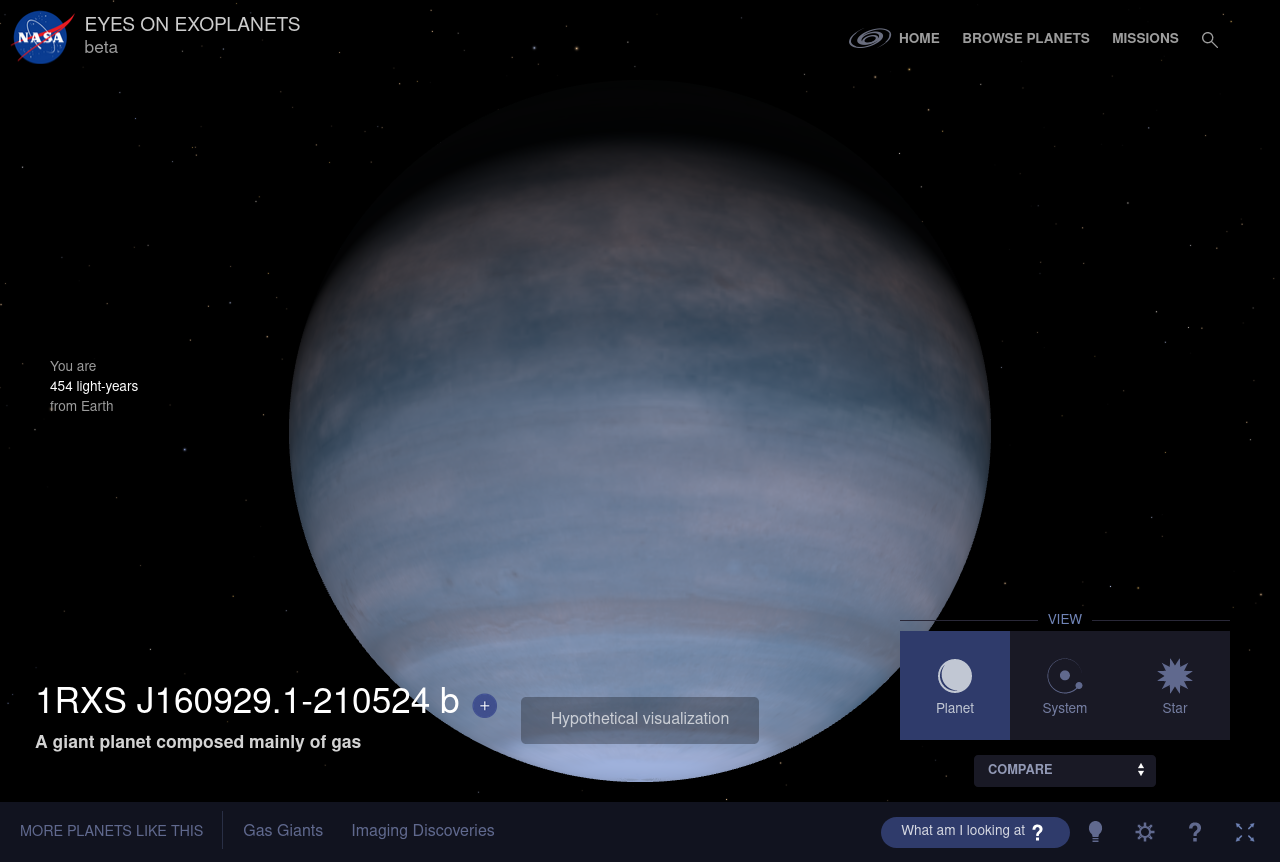 NASA
EYES ON EXOPLANETS
beta
HOME
BROWSE PLANETS
MISSIONS
You are
454 light-years
from Earth
VIEW
Planet
System
Star
1RXS J160929.1-210524 b +
A giant planet composed mainly of gas
Hypothetical visualization
COMPARE
MORE PLANETS LIKE THIS
Gas Giants
Imaging Discoveries
What am I looking at ?
?